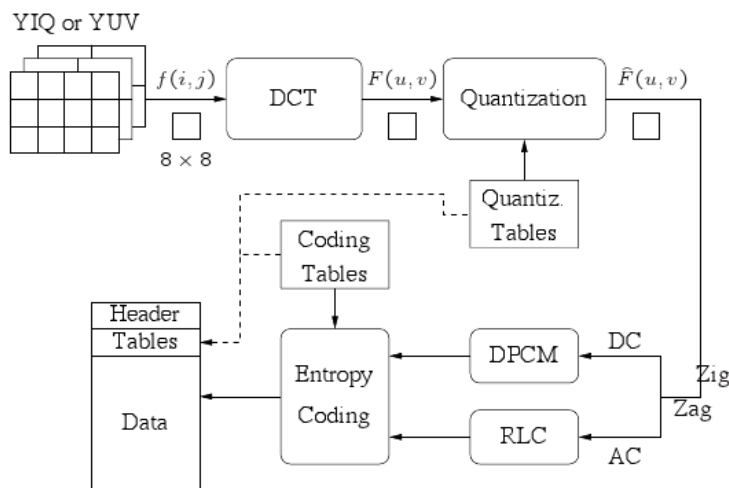 YIQ or YUV
f(i, j)
DCT
F(u, v)
Quantization
F̂(u, v)
8 × 8
Quantiz.
Tables
Coding
Tables
Header
Tables
Data
Entropy
Coding
DPCM
DC
RLC
AC
Zig
Zag